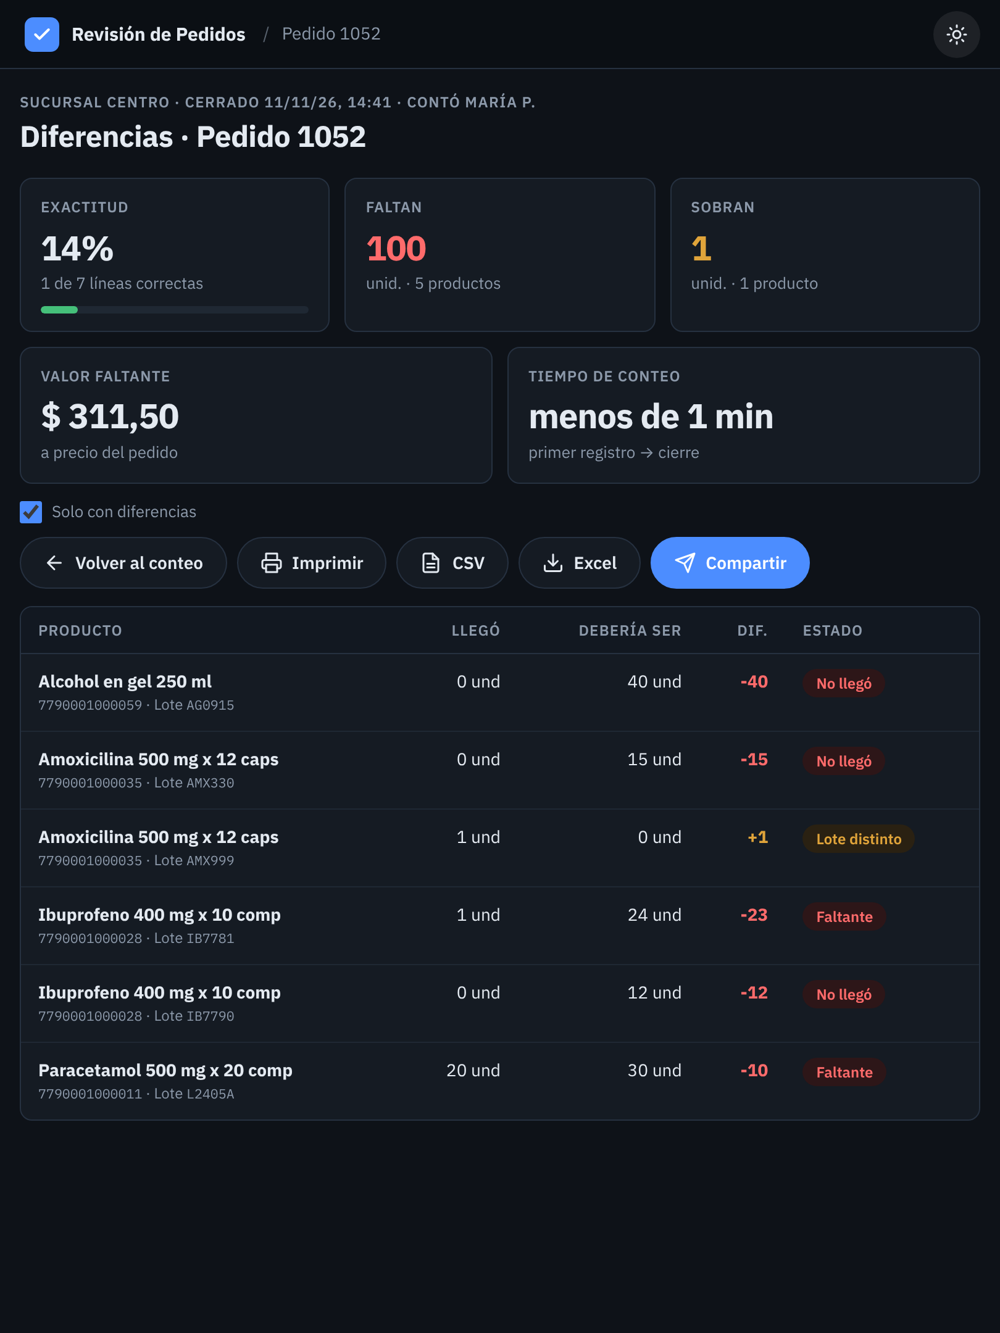 Revisión de Pedidos / Pedido 1052
SUCURSAL CENTRO · CERRADO 11/11/26, 14:41 · CONTÓ MARÍA P.
Diferencias · Pedido 1052
EXACTITUD
14%
1 de 7 líneas correctas
FALTAN
100
unid. · 5 productos
SOBRAN
1
unid. · 1 producto
VALOR FALTANTE
$ 311,50
a precio del pedido
TIEMPO DE CONTEO
menos de 1 min
primer registro → cierre
Solo con diferencias
Volver al conteo
Imprimir
CSV
Excel
Compartir
PRODUCTO LLEGÓ DEBERÍA SER DIF. ESTADO
Alcohol en gel 250 ml 0 und 40 und -40 No llegó
7790001000059 · Lote AG0915
Amoxicilina 500 mg x 12 caps 0 und 15 und -15 No llegó
7790001000035 · Lote AMX330
Amoxicilina 500 mg x 12 caps 1 und 0 und +1 Lote distinto
7790001000035 · Lote AMX999
Ibuprofeno 400 mg x 10 comp 1 und 24 und -23 Faltante
7790001000028 · Lote IB7781
Ibuprofeno 400 mg x 10 comp 0 und 12 und -12 No llegó
7790001000028 · Lote IB7790
Paracetamol 500 mg x 20 comp 20 und 30 und -10 Faltante
7790001000011 · Lote L2405A